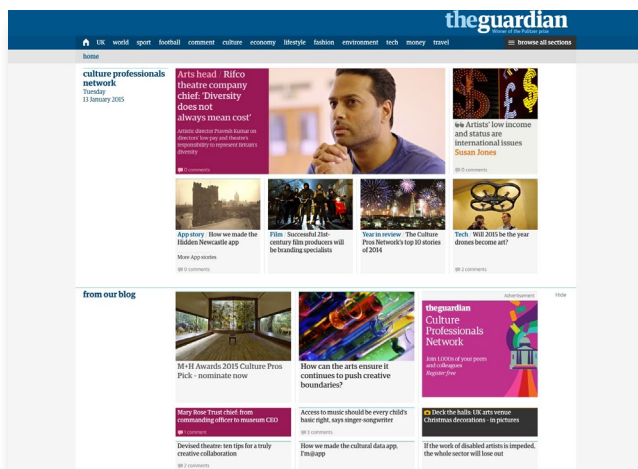 theguardian
Winner of the Pulitzer prize
UK world sport football comment culture economy lifestyle fashion environment tech money travel
browse all sections
home
culture professionals
network
Tuesday
13 January 2015
Arts head / Rifco
theatre company
chief: 'Diversity
does not
always mean cost'
Artistic director Pravesh Kumar on
directors' low pay and theatre's
responsibility to represent Britain's
diversity
0 comments
Artists' low income
and status are
international issues
Susan Jones
0 comments
App story / How we made the
Hidden Newcastle app
More App stories
0 comments
Film / Successful 21st-
century film producers will
be branding specialists
Year in review / The Culture
Pros Network's top 10 stories
of 2014
Tech / Will 2015 be the year
drones become art?
2 comments
from our blog
M+H Awards 2015 Culture Pros
Pick - nominate now
How can the arts ensure it
continues to push creative
boundaries?
Advertisement
Hide
theguardian
Culture
Professionals
Network
Join 1,000s of your peers
and colleagues
Register free
Mary Rose Trust chief: from
commanding officer to museum CEO
1 comment
Access to music should be every child's
basic right, says singer-songwriter
comments
Deck the halls: UK arts venue
Christmas decorations - in pictures
Devised theatre: ten tips for a truly
creative collaboration
2 comments
How we made the cultural data app,
I'm@app
If the work of disabled artists is impeded,
the whole sector will lose out